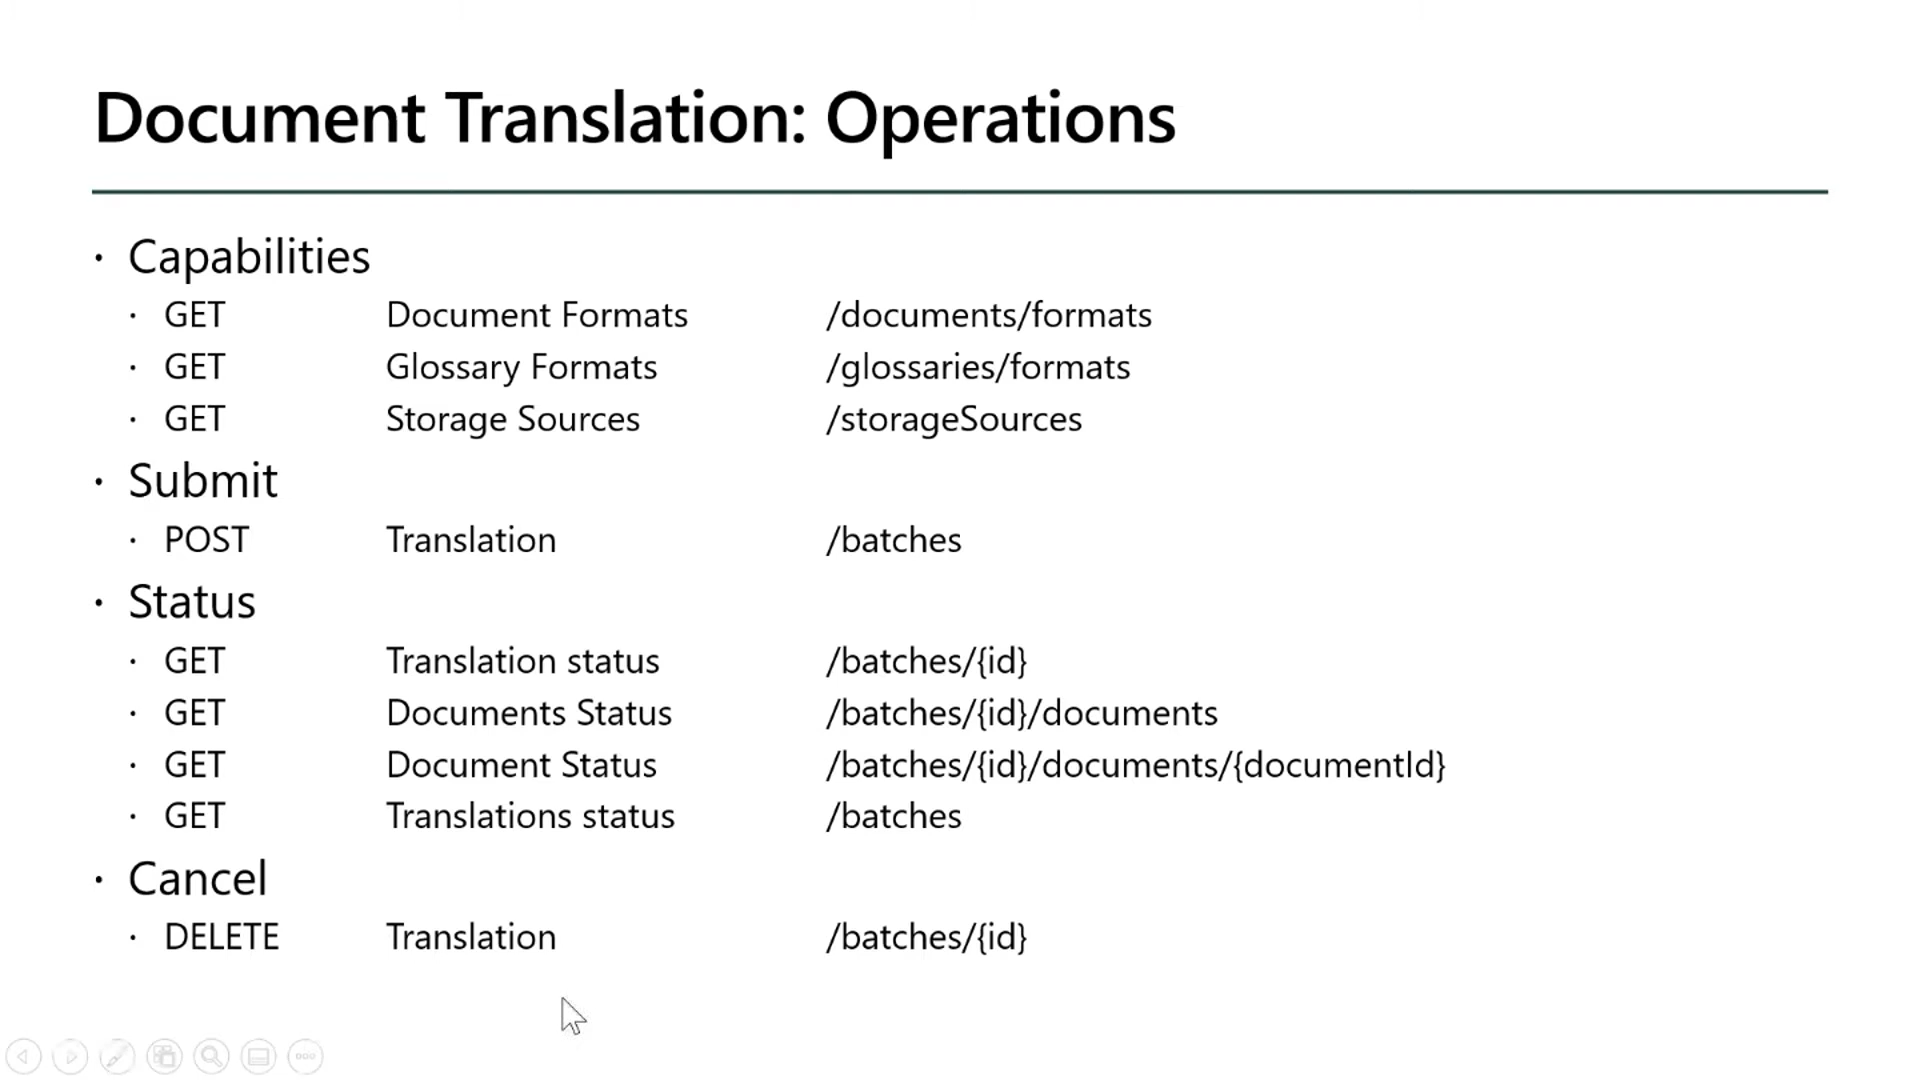 Document Translation: Operations
• Capabilities
• GET Document Formats /documents/formats
• GET Glossary Formats /glossaries/formats
• GET Storage Sources /storageSources
• Submit
• POST Translation /batches
• Status
• GET Translation status /batches/{id}
• GET Documents Status /batches/{id}/documents
• GET Document Status /batches/{id}/documents/{documentId}
• GET Translations status /batches
• Cancel
• DELETE Translation /batches/{id}